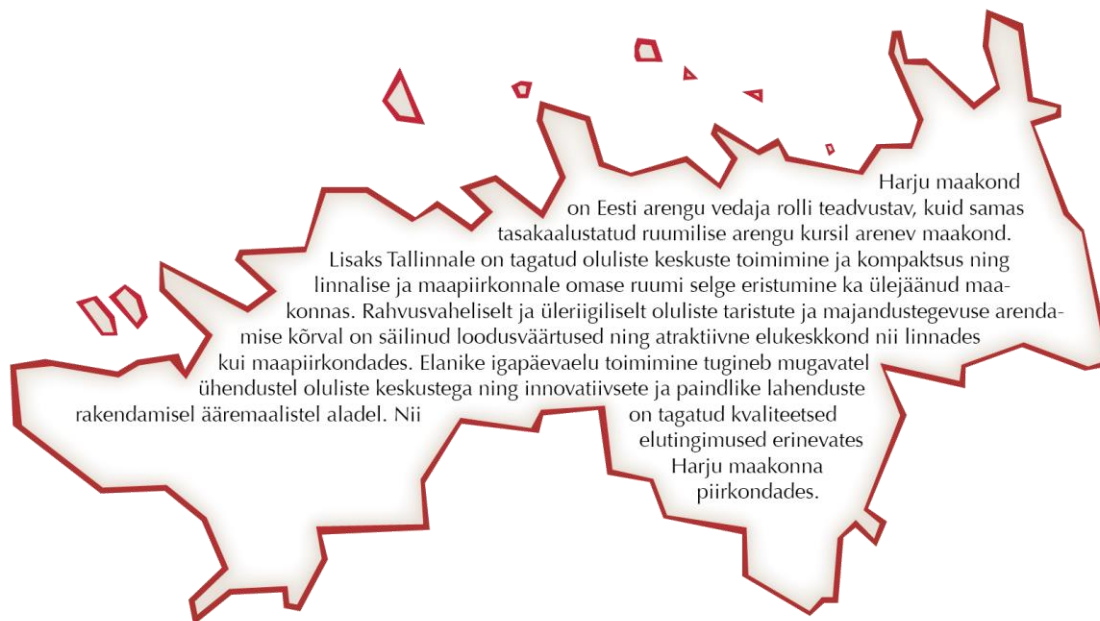 Harju maakond
on Eesti arengu vedaja rolli teadvustav, kuid samas
tasakaalustatud ruumilise arengu kursil arenev maakond.
Lisaks Tallinnale on tagatud oluliste keskuste toimimine ja kompaktsus ning
linnalise ja maapiirkonnale omase ruumi selge eristumine ka ülejäänud maa-
konnas. Rahvusvaheliselt ja üleriigiliselt oluliste taristute ja majandustegevuse arenda-
mise kõrval on säilinud loodusväärtused ning atraktiivne elukeskkond nii linnades
kui maapiirkondades. Elanike igapäevaelu toimimine tugineb mugavatel
ühendustel oluliste keskustega ning innovatiivsete ja paindlike lahenduste
rakendamisel ääremaalistel aladel. Nii on tagatud kvaliteetsed
elutingimused erinevates
Harju maakonna
piirkondades.